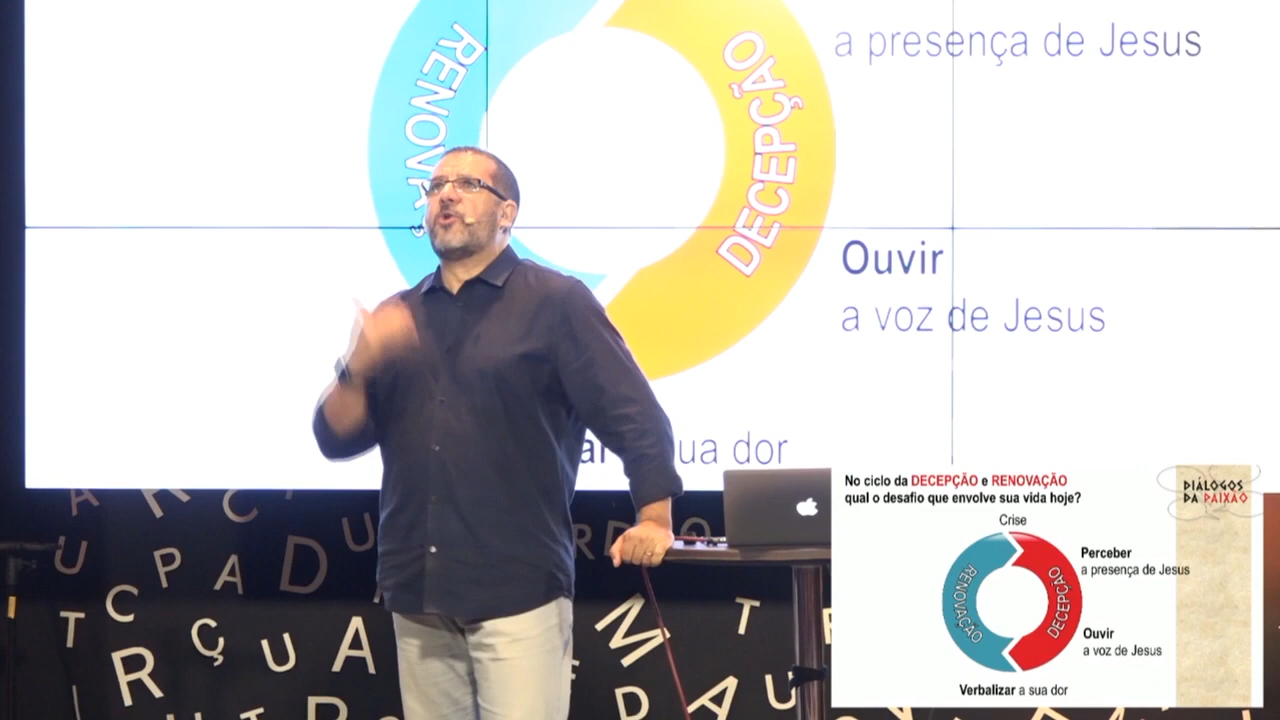 RENOVAÇ
DECEPÇÃO
a presença de Jesus
Ouvir
a voz de Jesus
sua dor
No ciclo da DECEPÇÃO e RENOVAÇÃO
qual o desafio que envolve sua vida hoje?
DIÁLOGOS
DA PAIXÃO
Crise
RENOVAÇÃO
DECEPÇÃO
Perceber
a presença de Jesus
Ouvir
a voz de Jesus
Verbalizar a sua dor